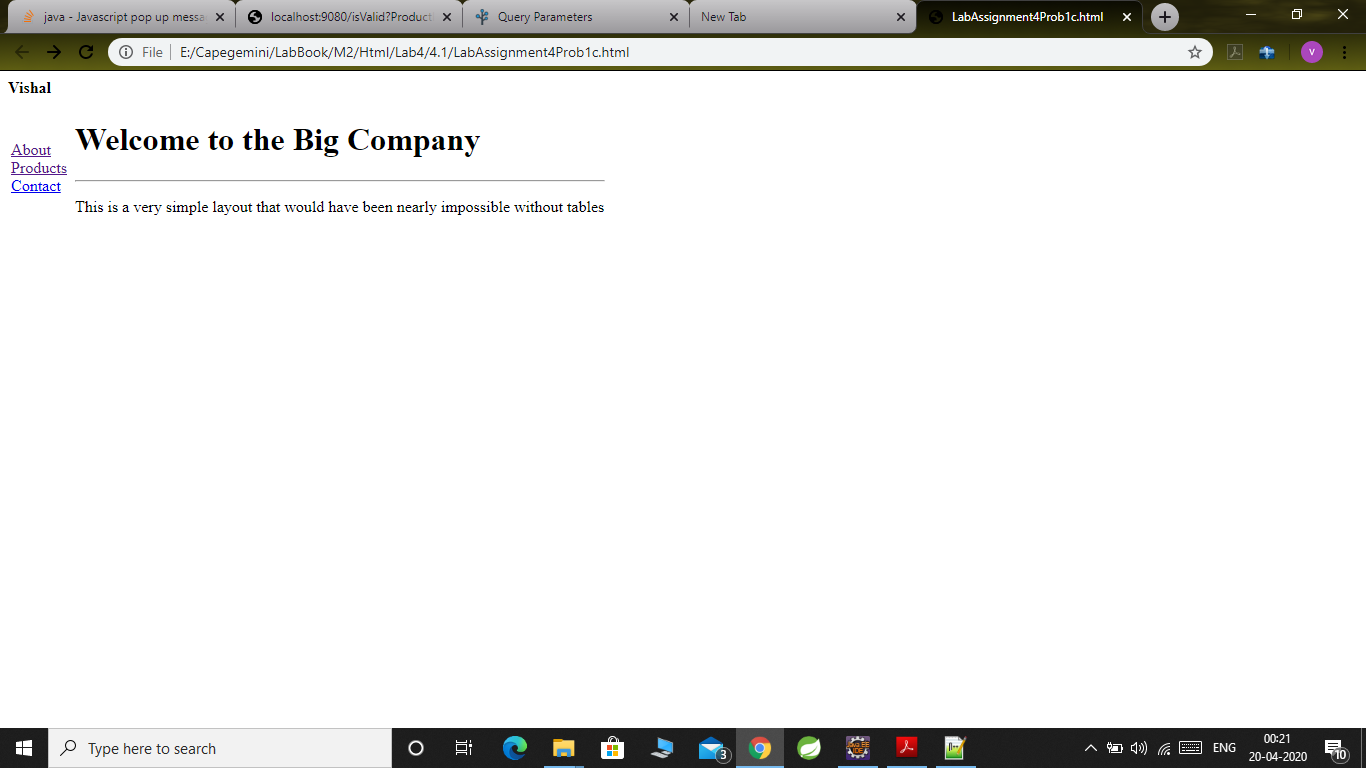 java - Javascript pop up messa
localhost:9080/isValid?Product
Query Parameters
New Tab
LabAssignment4Prob1c.html
File
E:/Capegemini/LabBook/M2/Html/Lab4/4.1/LabAssignment4Prob1c.html
V
Vishal
Welcome to the Big Company
About
Products
Contact
This is a very simple layout that would have been nearly impossible without tables
Type here to search
3
ENG
00:21
20-04-2020
10